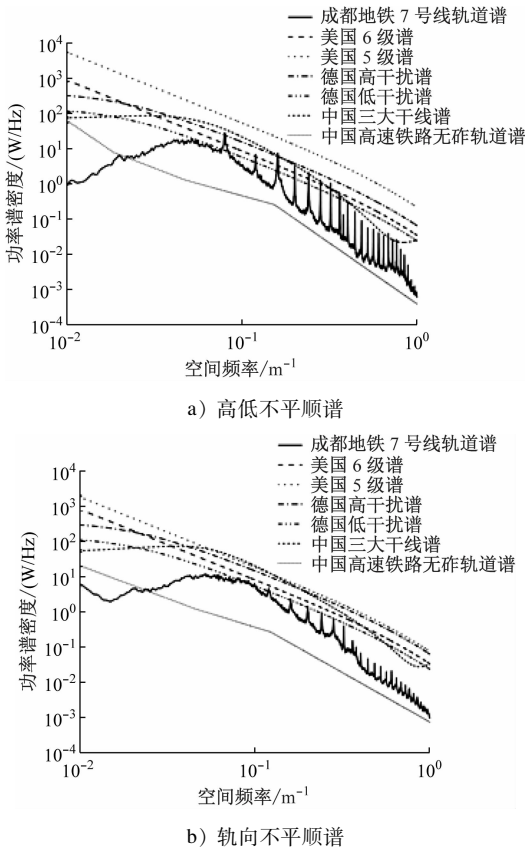 成都地铁 7 号线轨道谱
美国 6 级谱
美国 5 级谱
德国高干扰谱
德国低干扰谱
中国三大干线谱
中国高速铁路无砟轨道谱
功率谱密度/(W/Hz)
10⁴
10³
10²
10¹
10⁰
10⁻¹
10⁻²
10⁻³
10⁻⁴
10⁻² 10⁻¹ 10⁰
空间频率/m⁻¹
a）高低不平顺谱
成都地铁 7 号线轨道谱
美国 6 级谱
美国 5 级谱
德国高干扰谱
德国低干扰谱
中国三大干线谱
中国高速铁路无砟轨道谱
功率谱密度/(W/Hz)
10⁴
10³
10²
10¹
10⁰
10⁻¹
10⁻²
10⁻³
10⁻⁴
10⁻² 10⁻¹ 10⁰
空间频率/m⁻¹
b）轨向不平顺谱